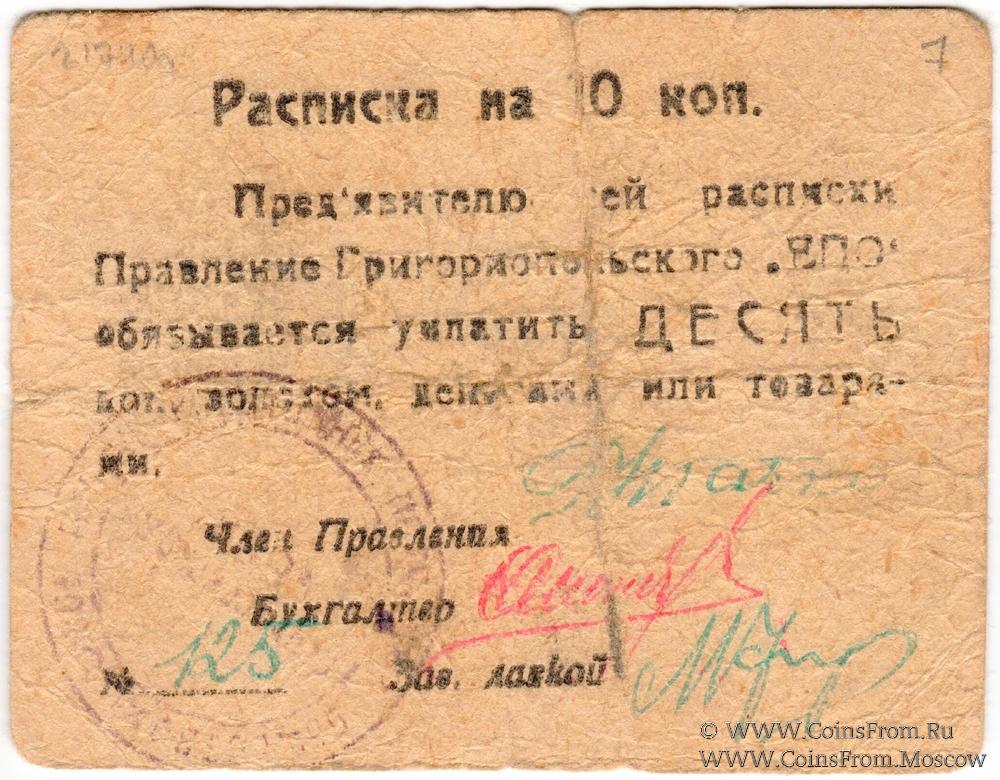 7
Расписка на 10 коп.
Пред'явителю сей расписки
Правление Григориопольского „ЕПО"
обязывается уплатить ДЕСЯТЬ
коп. золотом, деньгами или товара-
ми.
Член Правления
Бухгалтер
№ 125 Зав. лавкой
© WWW.CoinsFrom.Ru
WWW.CoinsFrom.Moscow